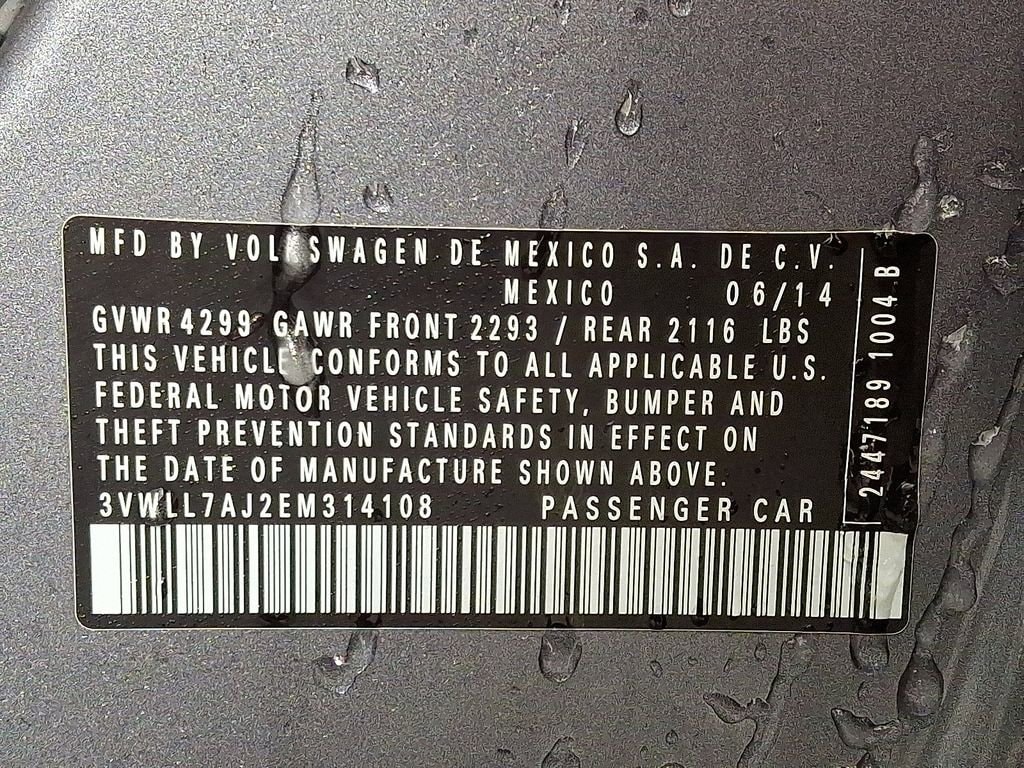 MFD BY VOLKSWAGEN DE MEXICO S.A. DE C.V.
MEXICO 06/14
GVWR 4299 GAWR FRONT 2293 / REAR 2116 LBS
THIS VEHICLE CONFORMS TO ALL APPLICABLE U.S.
FEDERAL MOTOR VEHICLE SAFETY, BUMPER AND
THEFT PREVENTION STANDARDS IN EFFECT ON
THE DATE OF MANUFACTURE SHOWN ABOVE.
3VWLL7AJ2EM314108 PASSENGER CAR
2447189 1004 B